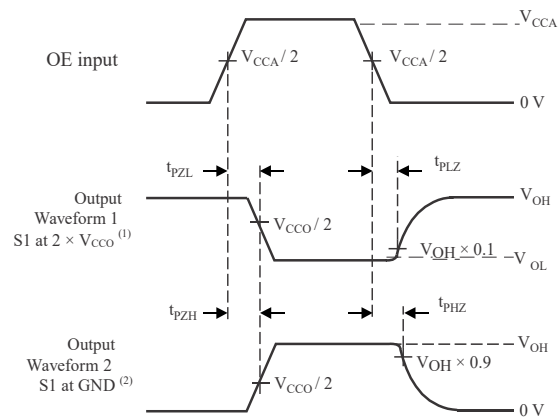 V_CCA
OE input
V_CCA / 2
V_CCA / 2
0 V
t_PZL
t_PLZ
Output
Waveform 1
S1 at 2 × V_CCO (1)
V_OH
V_CCO / 2
V_OH × 0.1
V_OL
t_PZH
t_PHZ
Output
Waveform 2
S1 at GND (2)
V_OH
V_OH × 0.9
V_CCO / 2
0 V